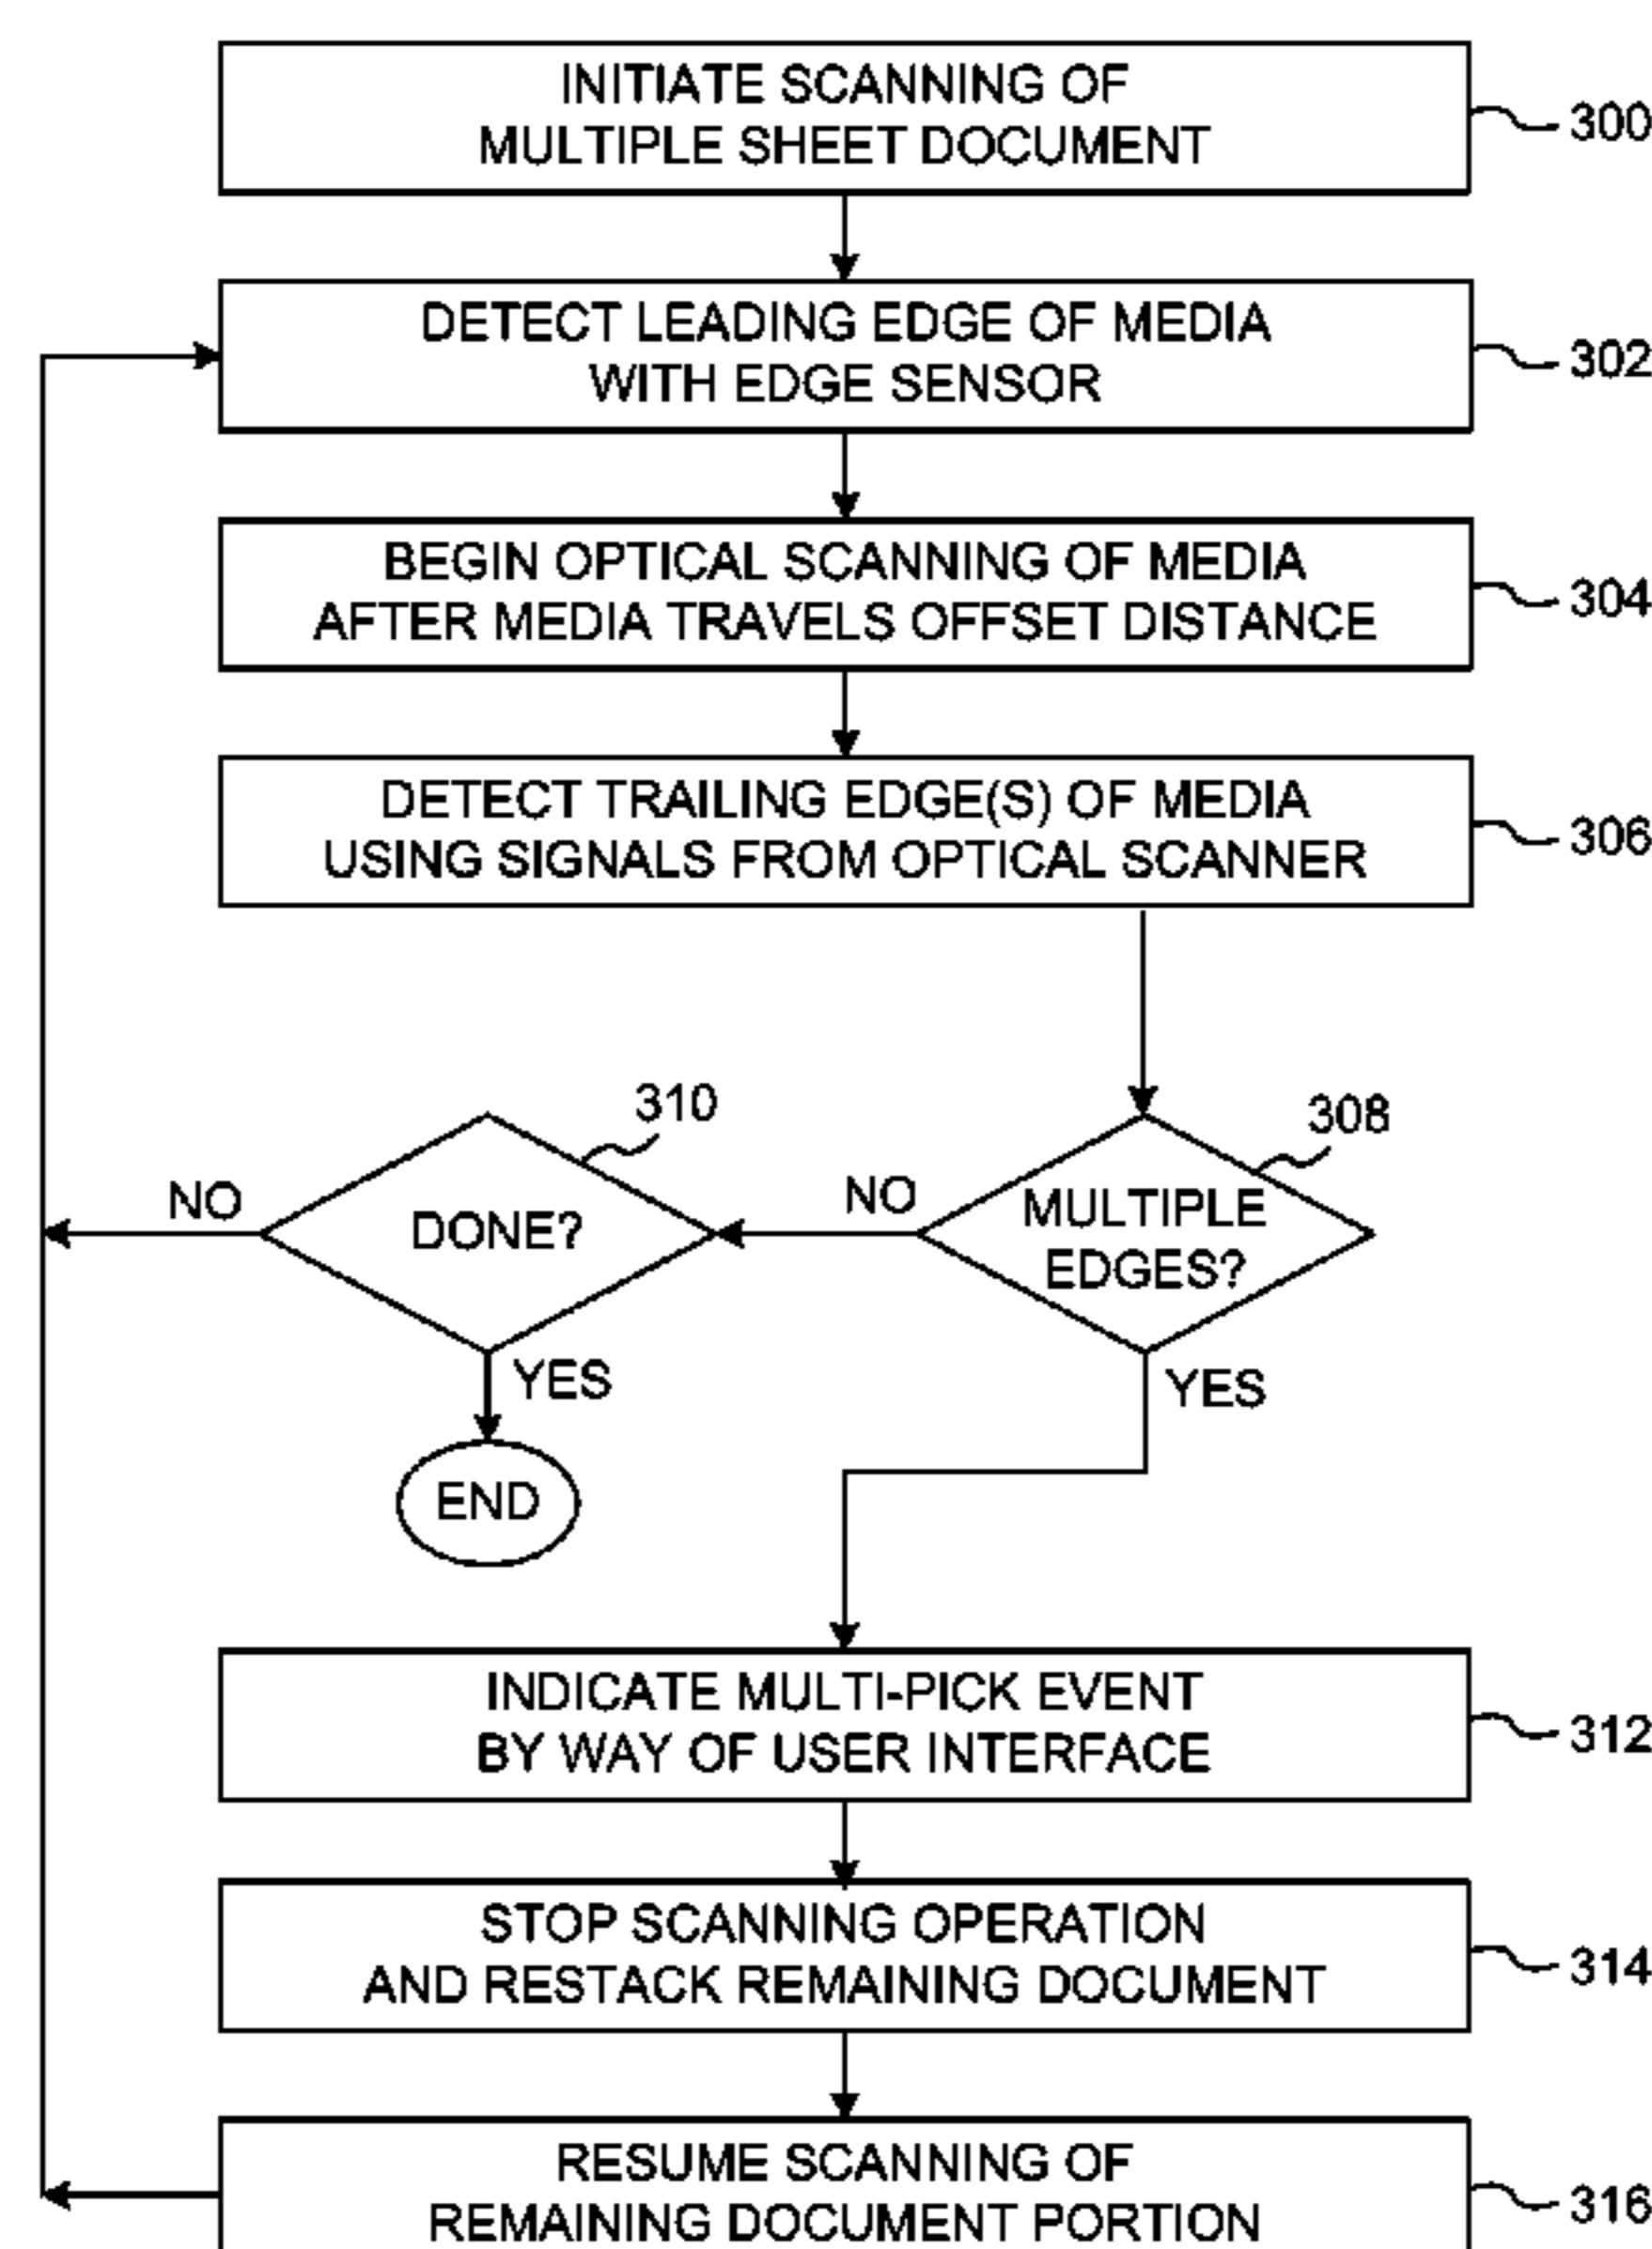 INITIATE SCANNING OF
MULTIPLE SHEET DOCUMENT
300
DETECT LEADING EDGE OF MEDIA
WITH EDGE SENSOR
302
BEGIN OPTICAL SCANNING OF MEDIA
AFTER MEDIA TRAVELS OFFSET DISTANCE
304
DETECT TRAILING EDGE(S) OF MEDIA
USING SIGNALS FROM OPTICAL SCANNER
306
310
308
NO
DONE?
NO
MULTIPLE
EDGES?
YES
YES
END
INDICATE MULTI-PICK EVENT
BY WAY OF USER INTERFACE
312
STOP SCANNING OPERATION
AND RESTACK REMAINING DOCUMENT
314
RESUME SCANNING OF
REMAINING DOCUMENT PORTION
316